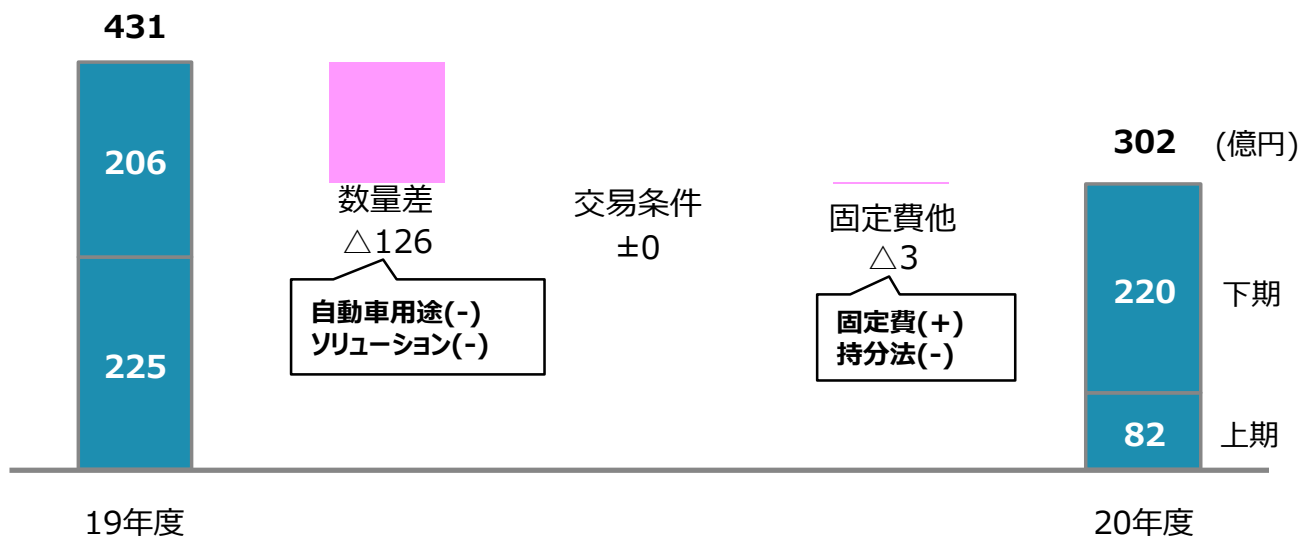 431
206
225
19年度
数量差
△126
自動車用途(-)
ソリューション(-)
交易条件
±0
固定費他
△3
固定費(+)
持分法(-)
302
(億円)
220
下期
82
上期
20年度